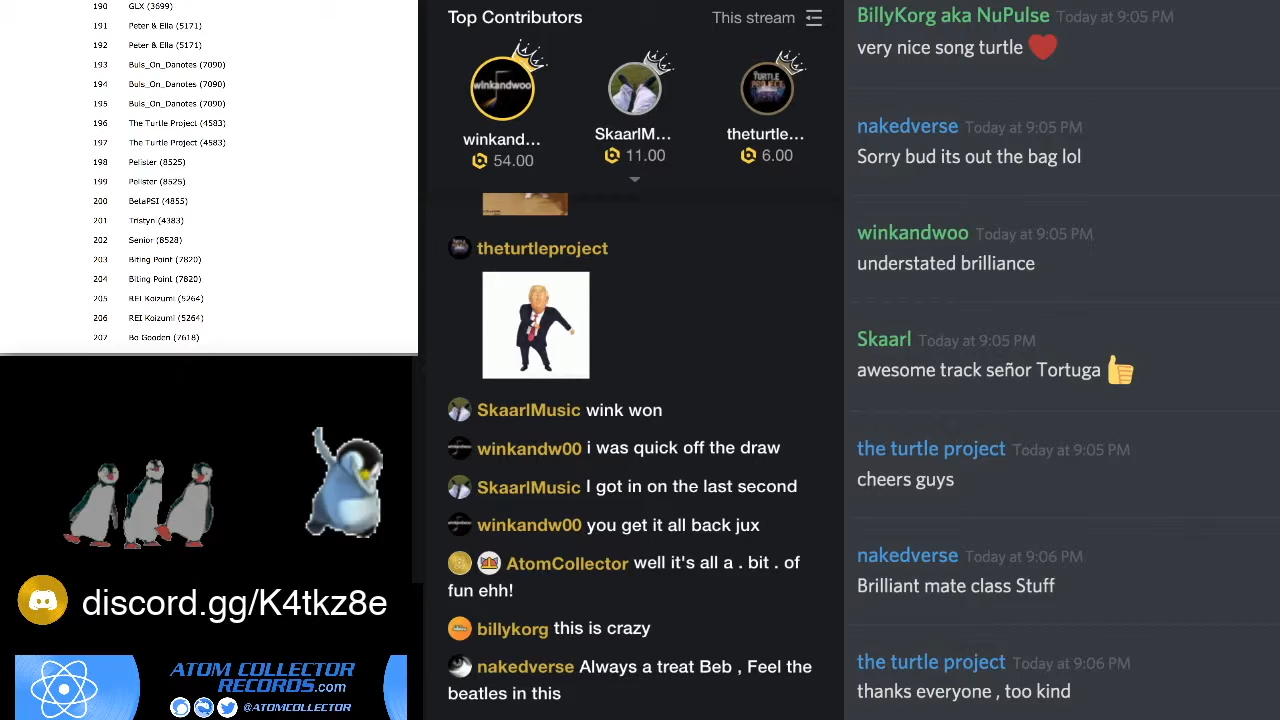 190 GLX (3699)
191 Peter & Ella (5171)
192 Peter & Ella (5171)
193 Buls_On_Danotes (7090)
194 Buls_On_Danotes (7090)
195 Buls_On_Danotes (7090)
196 The Turtle Project (4583)
197 The Turtle Project (4583)
198 Pelister (8525)
199 Pelister (8525)
200 BetaPSI (4855)
201 Tristyn (4383)
202 Senior (8528)
203 Biting Point (7820)
204 Biting Point (7820)
205 REI Koizumi (5264)
206 REI Koizumi (5264)
207 Bo Gooden (7618)
discord.gg/K4tkz8e
ATOM COLLECTOR
RECORDS.com
@ATOMCOLLECTOR
Top Contributors This stream
winkandwoo
TURTLE
PROJECT
winkand... SkaarlM... theturtle...
54.00 11.00 6.00
theturtleproject
SkaarlMusic wink won
winkandw00 i was quick off the draw
SkaarlMusic I got in on the last second
winkandw00 you get it all back jux
AtomCollector well it's all a . bit . of
fun ehh!
billykorg this is crazy
nakedverse Always a treat Beb , Feel the
beatles in this
BillyKorg aka NuPulse Today at 9:05 PM
very nice song turtle
nakedverse Today at 9:05 PM
Sorry bud its out the bag lol
winkandwoo Today at 9:05 PM
understated brilliance
Skaarl Today at 9:05 PM
awesome track señor Tortuga
the turtle project Today at 9:05 PM
cheers guys
nakedverse Today at 9:06 PM
Brilliant mate class Stuff
the turtle project Today at 9:06 PM
thanks everyone , too kind